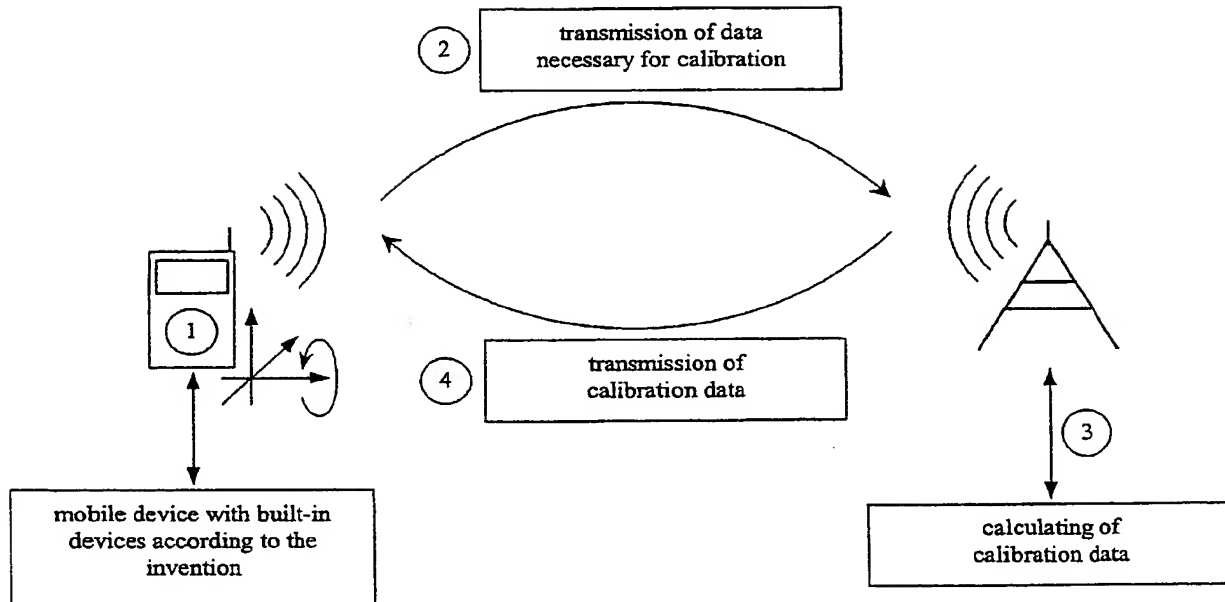 2
transmission of data
necessary for calibration
1
4
transmission of
calibration data
3
mobile device with built-in
devices according to the
invention
calculating of
calibration data